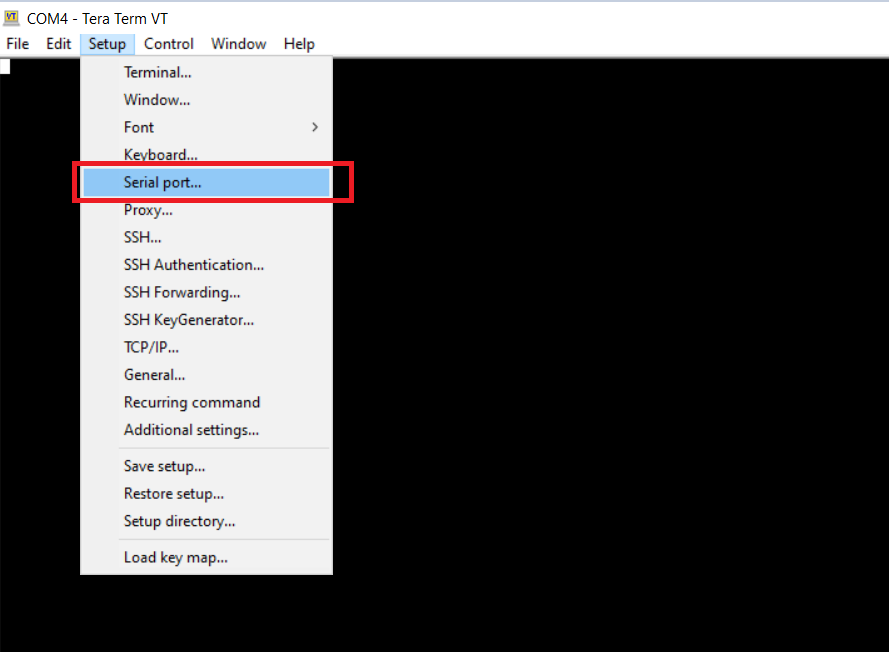 COM4 - Tera Term VT
File Edit Setup Control Window Help
Terminal...
Window...
Font
Keyboard...
Serial port...
Proxy...
SSH...
SSH Authentication...
SSH Forwarding...
SSH KeyGenerator...
TCP/IP...
General...
Recurring command
Additional settings...
Save setup...
Restore setup...
Setup directory...
Load key map...